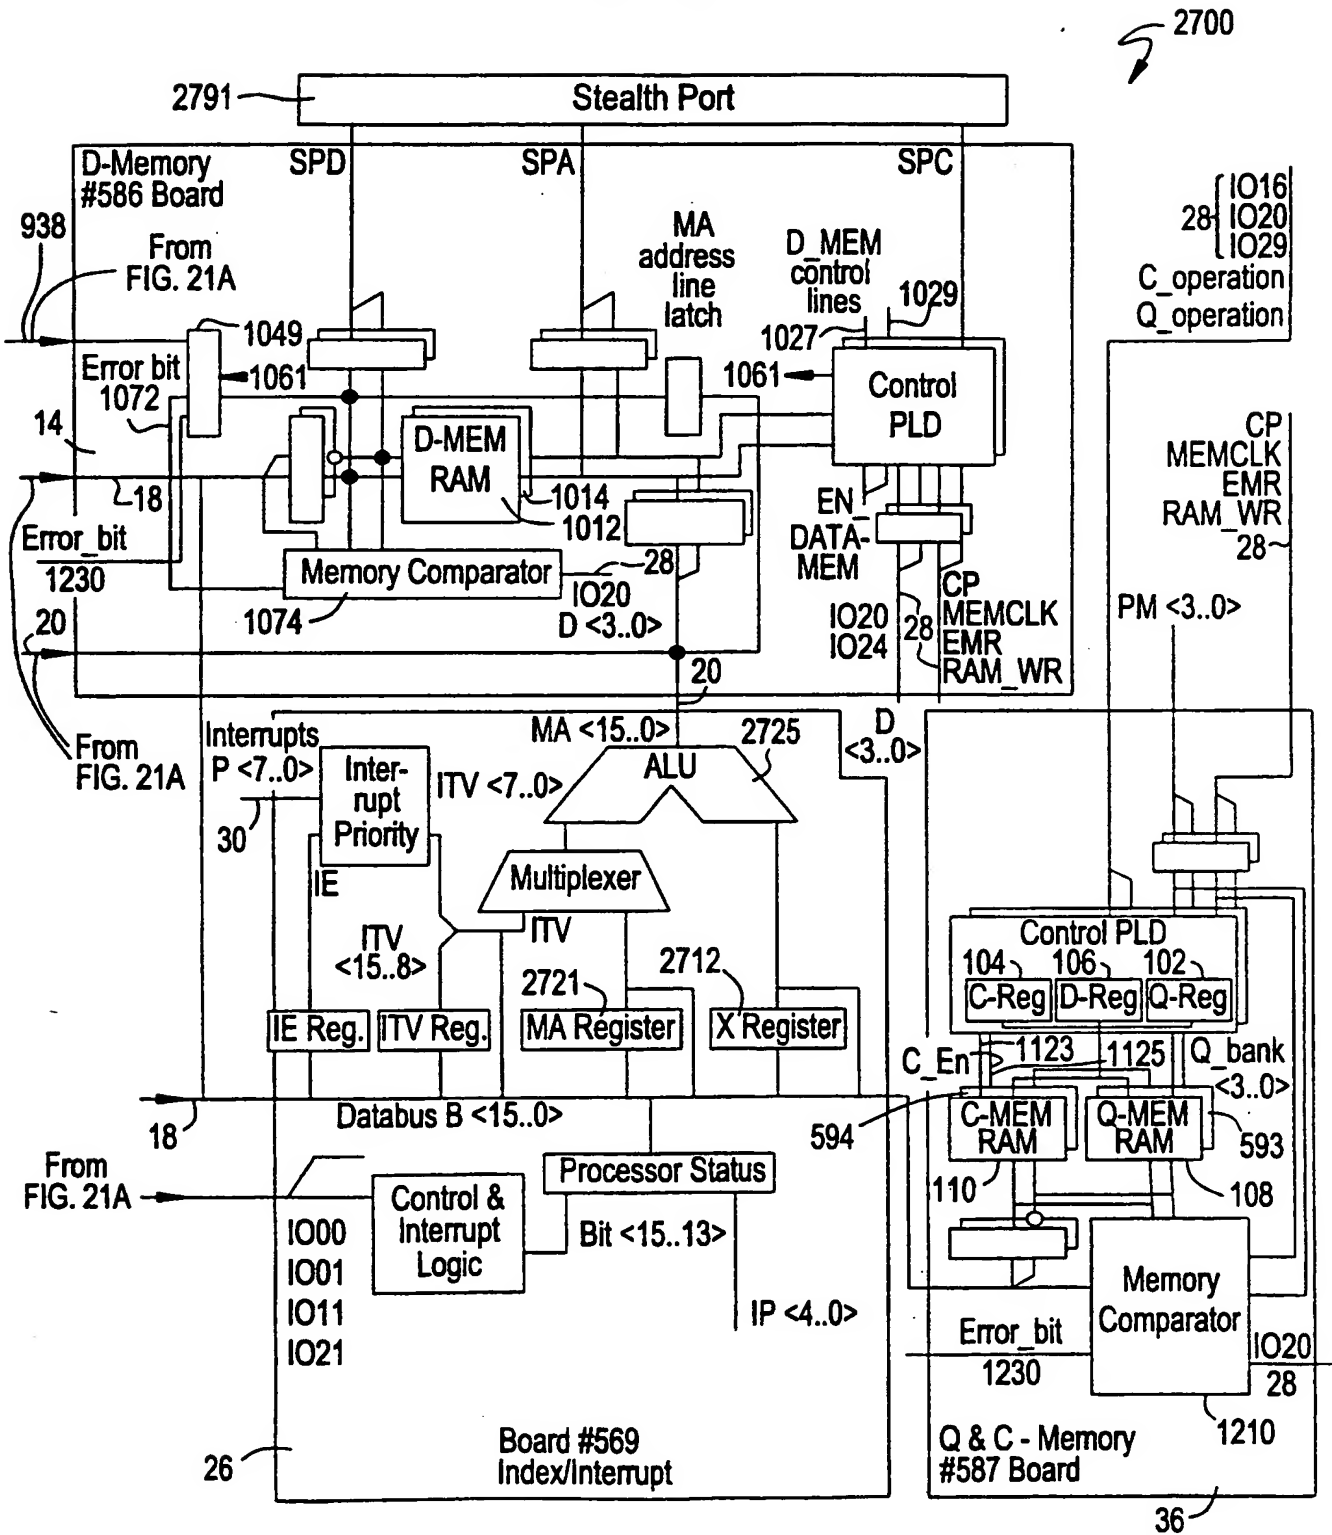 2700
2791
Stealth Port
D-Memory
#586 Board
SPD
SPA
SPC
938
From
FIG. 21A
MA
address
line
latch
D_MEM
control
lines
1029
1027
28
IO16
IO20
IO29
C_operation
Q_operation
1049
Error bit
1072
1061
1061
Control
PLD
14
D-MEM
RAM
18
1014
1012
EN_
DATA-
MEM
CP
MEMCLK
EMR
RAM_WR
28
Error_bit
1230
Memory Comparator
28
IO20
D <3..0>
1074
IO20
IO24
28
CP
MEMCLK
EMR
RAM_WR
PM <3..0>
20
20
From
FIG. 21A
Interrupts
P <7..0>
Inter-
rupt
Priority
ITV <7..0>
MA <15..0>
ALU
2725
D
<3..0>
30
IE
Multiplexer
ITV
ITV
<15..8>
2721
2712
IE Reg.
ITV Reg.
MA Register
X Register
Control PLD
104
106
102
C-Reg
D-Reg
Q-Reg
C_En
1123
1125
Q_bank
<3..0>
18
Databus B <15..0>
594
C-MEM
RAM
Q-MEM
RAM
593
110
108
From
FIG. 21A
Processor Status
Control &
Interrupt
Logic
Bit <15..13>
IO00
IO01
IO11
IO21
IP <4..0>
Memory
Comparator
Error_bit
1230
IO20
28
1210
26
Board #569
Index/Interrupt
Q & C - Memory
#587 Board
36